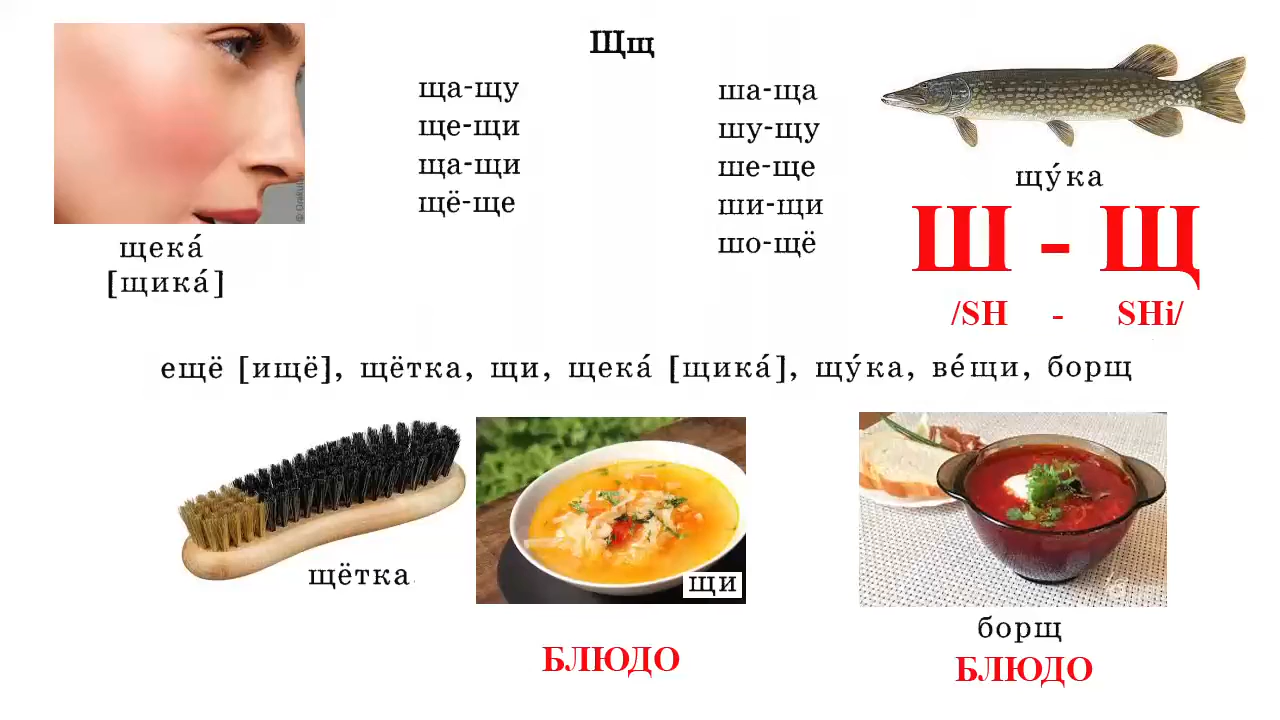 Щщ
ща-щу
ще-щи
ща-щи
щё-ще
ша-ща
шу-щу
ше-ще
ши-щи
шо-щё
щека́
[щика́]
щу́ка
Ш - Щ
/SH - SHi/
ещё [ищё], щётка, щи, щека́ [щика́], щу́ка, ве́щи, борщ
щётка
щи
борщ
БЛЮДО
БЛЮДО